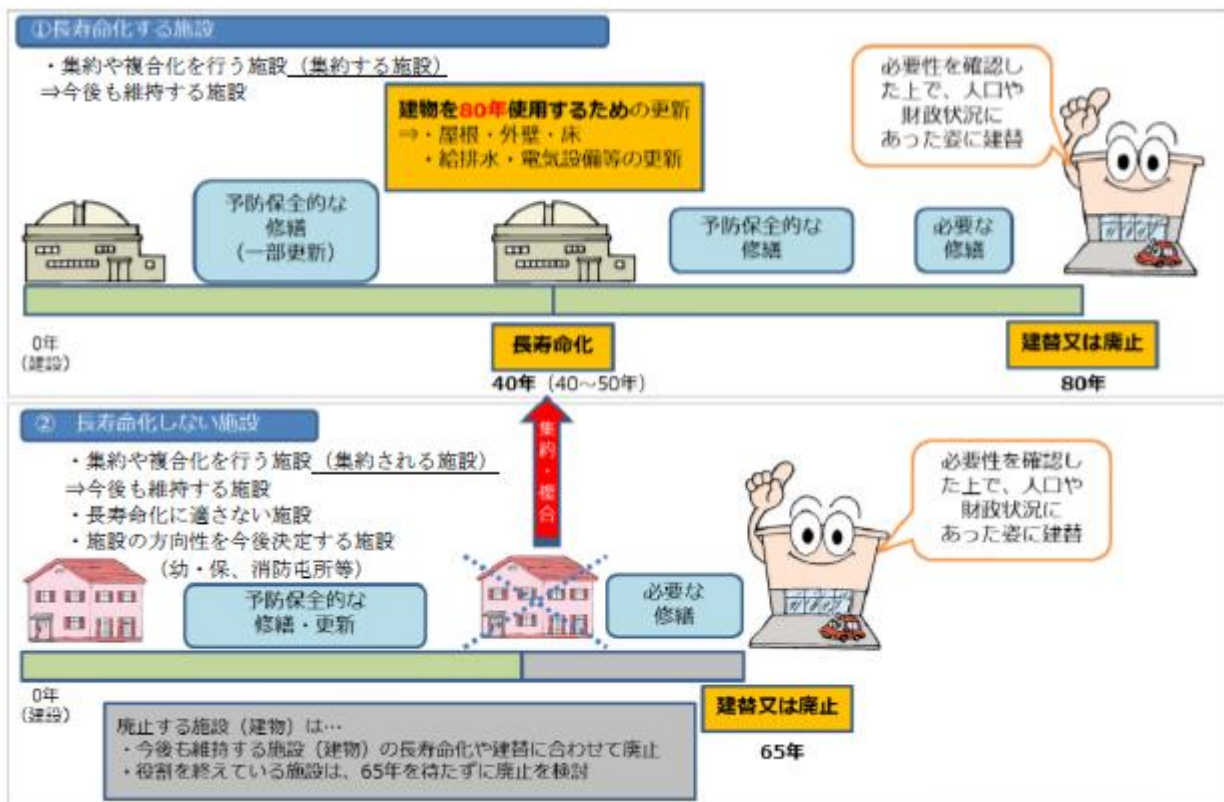 ①長寿命化する施設
・集約や複合化を行う施設（集約する施設）
⇒今後も維持する施設
建物を80年使用するための更新
⇒・屋根・外壁・床
・給排水・電気設備等の更新
必要性を確認し
た上で、人口や
財政状況に
あった姿に建替
予防保全的な
修繕
（一部更新）
予防保全的な
修繕
必要な
修繕
0年
（建設）
長寿命化
40年（40～50年）
建替又は廃止
80年
② 長寿命化しない施設
・集約や複合化を行う施設（集約される施設）
⇒今後も維持する施設
・長寿命化に適さない施設
・施設の方向性を今後決定する施設
（幼・保、消防屯所等）
集約・複合
必要性を確認し
た上で、人口や
財政状況に
あった姿に建替
予防保全的な
修繕・更新
必要な
修繕
0年
（建設）
建替又は廃止
65年
廃止する施設（建物）は…
・今後も維持する施設（建物）の長寿命化や建替に合わせて廃止
・役割を終えている施設は、65年を待たずに廃止を検討